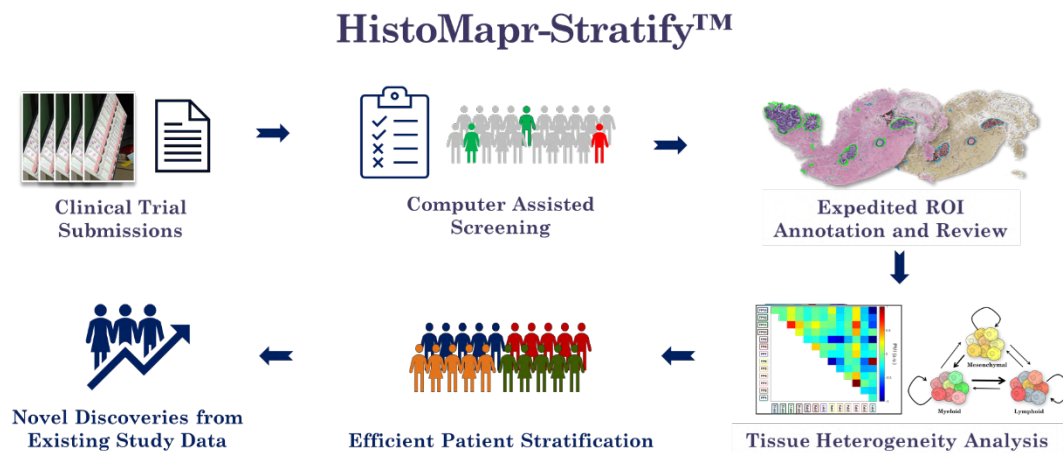 HistoMapr-Stratify™
Clinical Trial
Submissions
Computer Assisted
Screening
Expedited ROI
Annotation and Review
Mesenchymal
Myeloid
Lymphoid
Novel Discoveries from
Existing Study Data
Efficient Patient Stratification
Tissue Heterogeneity Analysis